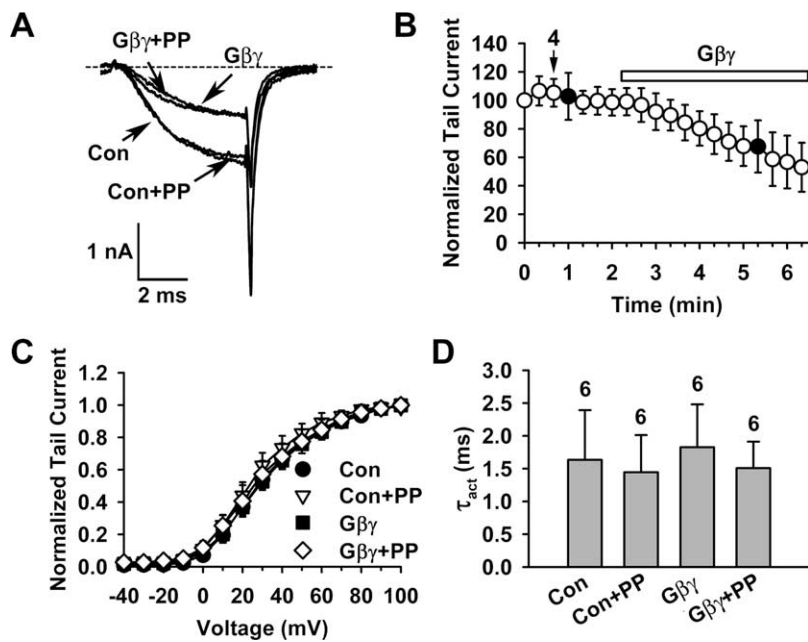 A
Gβγ+PP
Gβγ
Con
Con+PP
1 nA
2 ms
B
4
Gβγ
Normalized Tail Current
140
120
100
80
60
40
20
0
0 1 2 3 4 5 6
Time (min)
C
Normalized Tail Current
1.2
1.0
0.8
0.6
0.4
0.2
0.0
Con
Con+PP
Gβγ
Gβγ+PP
-40 -20 0 20 40 60 80 100
Voltage (mV)
D
τact (ms)
3.0
2.5
2.0
1.5
1.0
0.5
0.0
6 6 6 6
Con Con+PP Gβγ Gβγ+PP